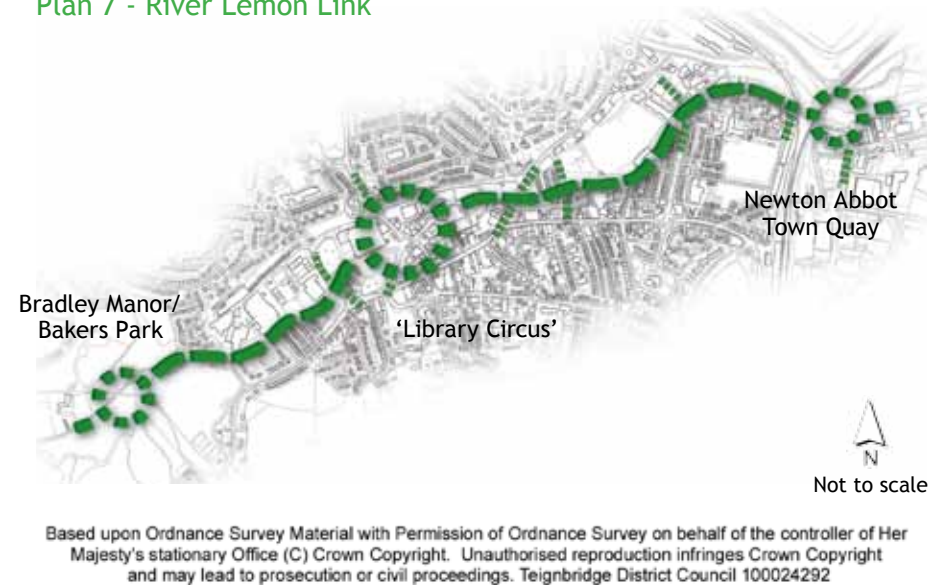 Plan 7 - River Lemon Link
Newton Abbot
Town Quay
Bradley Manor/
Bakers Park
‘Library Circus’
N
Not to scale
Based upon Ordnance Survey Material with Permission of Ordnance Survey on behalf of the controller of Her
Majesty's stationary Office (C) Crown Copyright. Unauthorised reproduction infringes Crown Copyright
and may lead to prosecution or civil proceedings. Teignbridge District Council 100024292